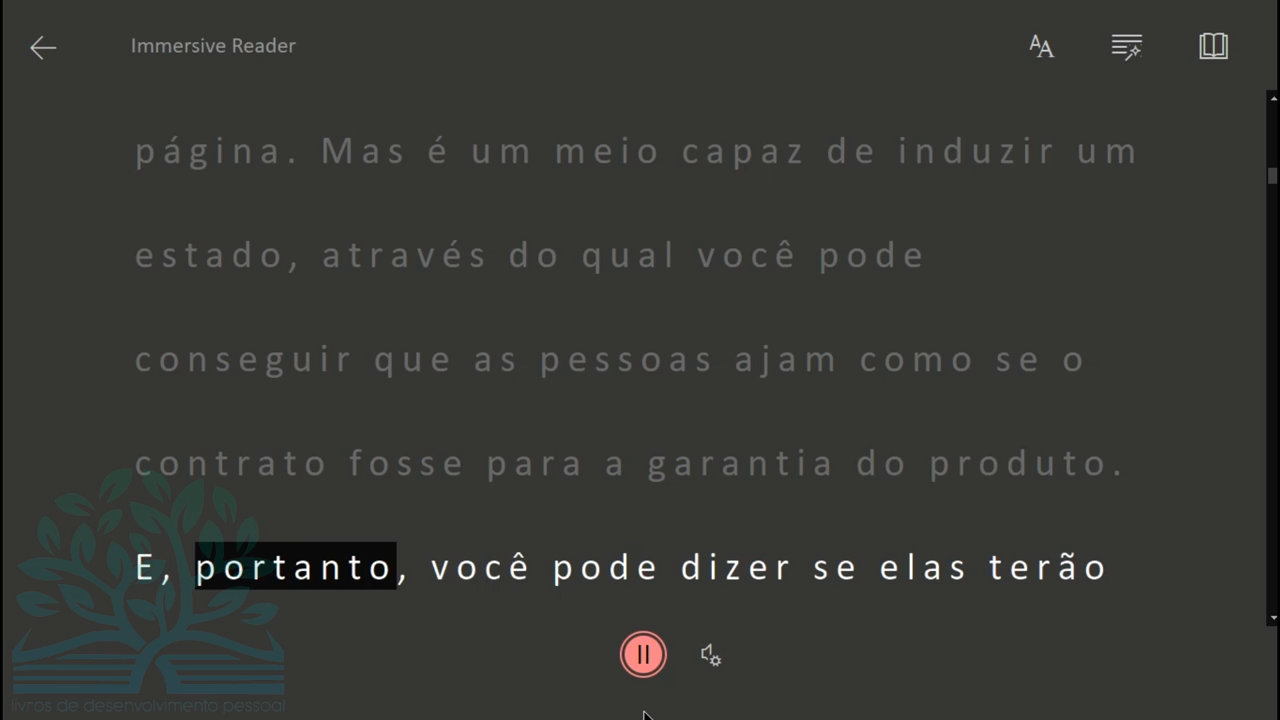 Immersive Reader
página. Mas é um meio capaz de induzir um
estado, através do qual você pode
conseguir que as pessoas ajam como se o
contrato fosse para a garantia do produto.
E, portanto, você pode dizer se elas terão
livros de desenvolvimento pessoal